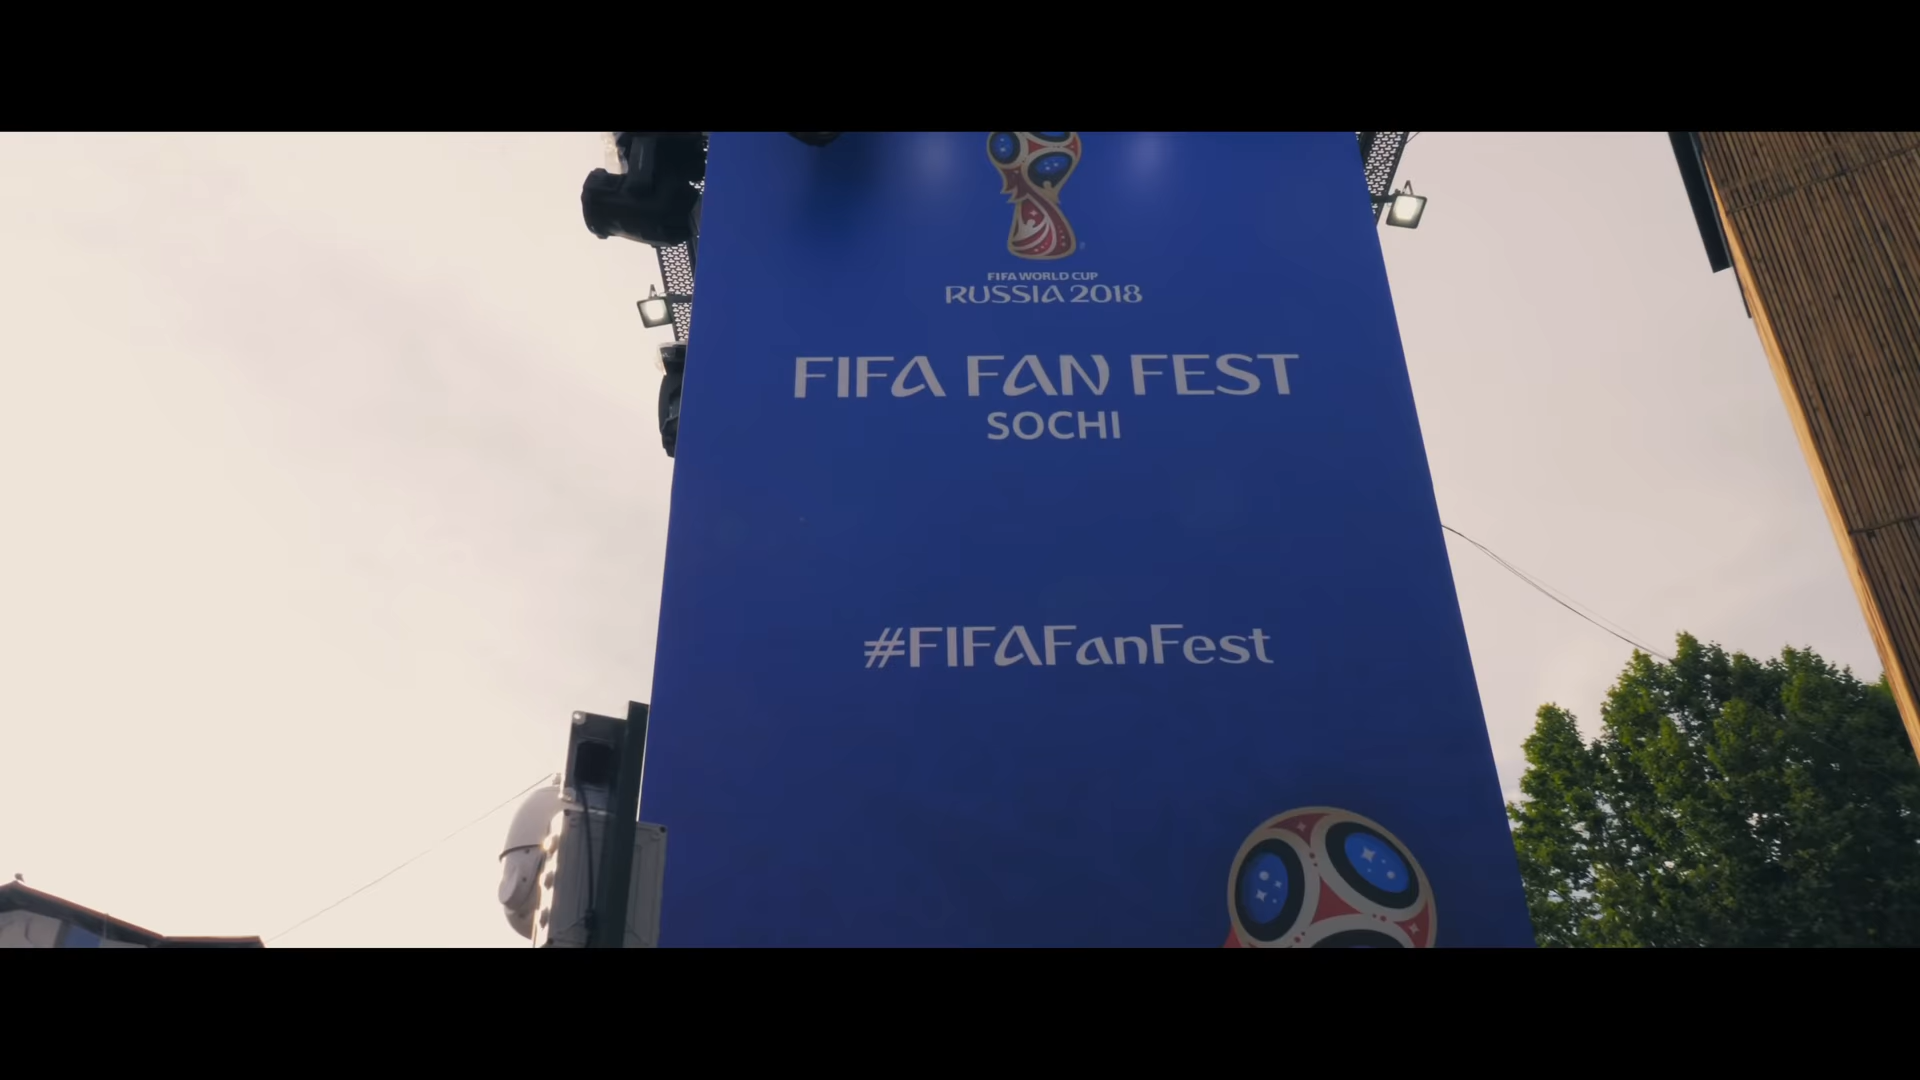 FIFA WORLD CUP
RUSSIA 2018
FIFA FAN FEST
SOCHI
#FIFAFanFest